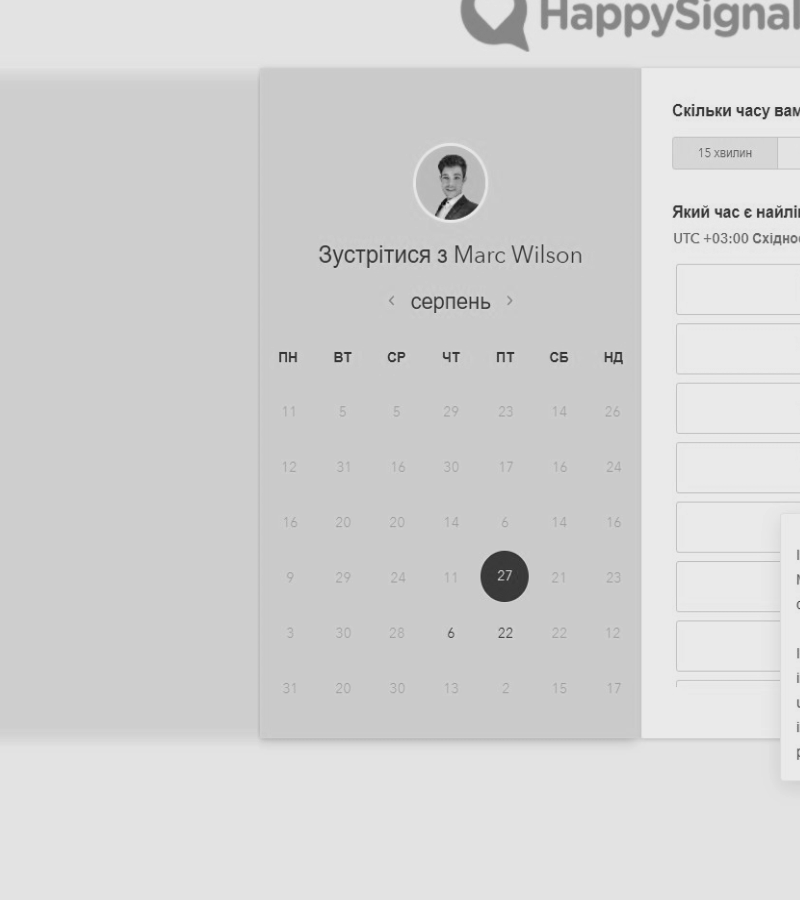 HappySignal
Зустрітися з Marc Wilson
серпень
ПН ВТ СР ЧТ ПТ СБ НД
11 5 5 29 23 14 26
12 31 16 30 17 16 24
16 20 20 14 6 14 16
9 29 24 11 27 21 23
3 30 28 6 22 22 12
31 20 30 13 2 15 17
Скільки часу вам
15 хвилин
Який час є найлі
UTC +03:00 Східно